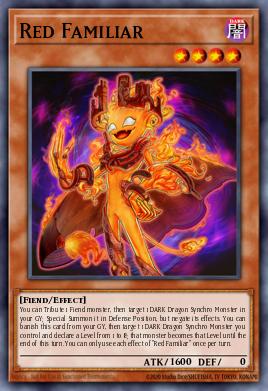 RED FAMILIAR
DARK
闇
[FIEND/EFFECT]
You can Tribute 1 Fiend monster, then target 1 DARK Dragon Synchro Monster in
your GY; Special Summon it in Defense Position, but negate its effects. You can
banish this card from your GY, then target 1 DARK Dragon Synchro Monster you
control and declare a Level from 1 to 8; that monster becomes that Level until the
end of this turn. You can only use each effect of "Red Familiar" once per turn.
ATK/1600 DEF/ 0
©2020 Studio Dice/SHUEISHA, TV TOKYO, KONAMI